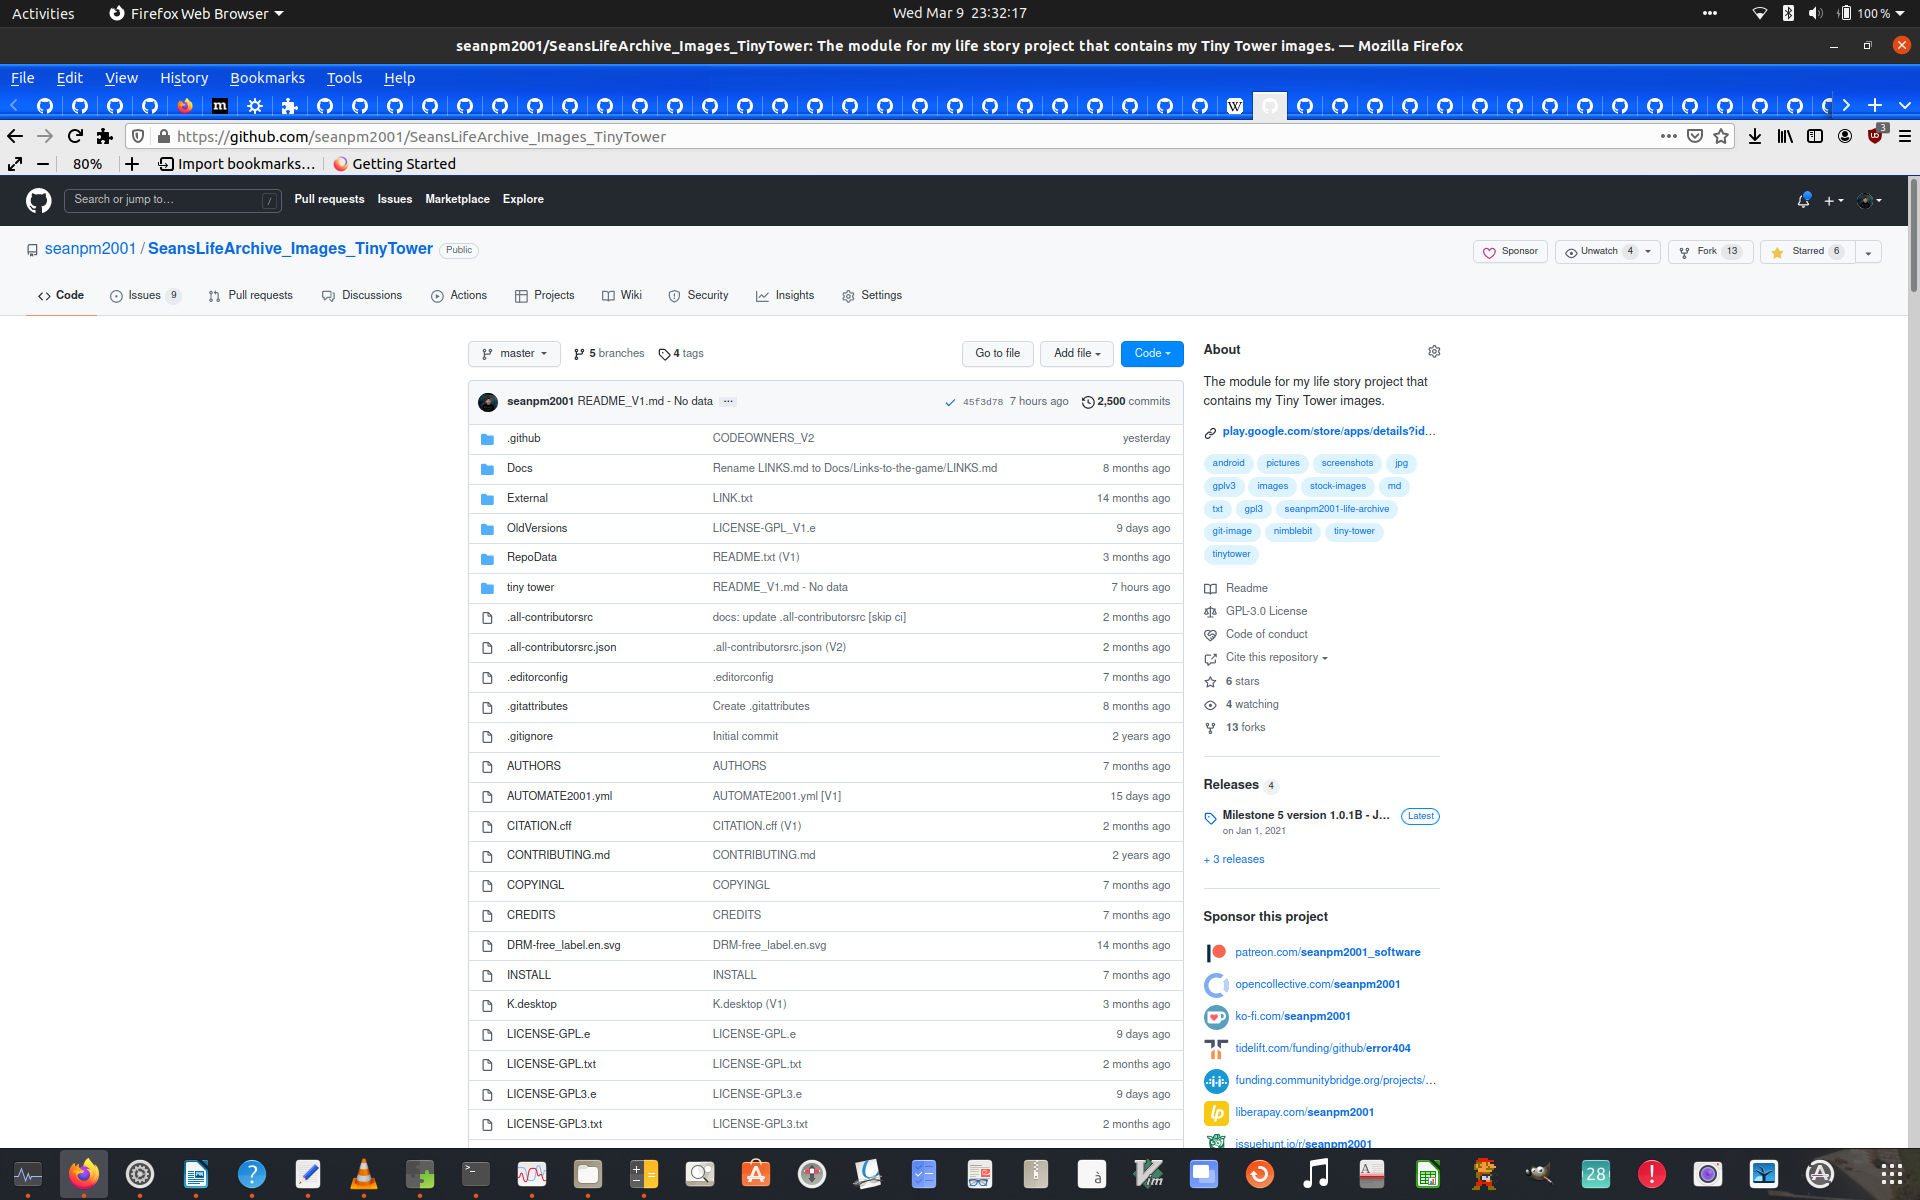 Activities Firefox Web Browser Wed Mar 9 23:32:17 100 %
seanpm2001/SeansLifeArchive_Images_TinyTower: The module for my life story project that contains my Tiny Tower images. — Mozilla Firefox
File Edit View History Bookmarks Tools Help
https://github.com/seanpm2001/SeansLifeArchive_Images_TinyTower 3
80% Import bookmarks... Getting Started
Search or jump to... / Pull requests Issues Marketplace Explore
seanpm2001 / SeansLifeArchive_Images_TinyTower Public Sponsor Unwatch 4 Fork 13 Starred 6
Code Issues 9 Pull requests Discussions Actions Projects Wiki Security Insights Settings
master 5 branches 4 tags Go to file Add file Code
seanpm2001 README_V1.md - No data ... 45f3d78 7 hours ago 2,500 commits
.github CODEOWNERS_V2 yesterday
Docs Rename LINKS.md to Docs/Links-to-the-game/LINKS.md 8 months ago
External LINK.txt 14 months ago
OldVersions LICENSE-GPL_V1.e 9 days ago
RepoData README.txt (V1) 3 months ago
tiny tower README_V1.md - No data 7 hours ago
.all-contributorsrc docs: update .all-contributorsrc [skip ci] 2 months ago
.all-contributorsrc.json .all-contributorsrc.json (V2) 2 months ago
.editorconfig .editorconfig 7 months ago
.gitattributes Create .gitattributes 8 months ago
.gitignore Initial commit 2 years ago
AUTHORS AUTHORS 7 months ago
AUTOMATE2001.yml AUTOMATE2001.yml [V1] 15 days ago
CITATION.cff CITATION.cff (V1) 2 months ago
CONTRIBUTING.md CONTRIBUTING.md 2 years ago
COPYINGL COPYINGL 7 months ago
CREDITS CREDITS 7 months ago
DRM-free_label.en.svg DRM-free_label.en.svg 14 months ago
INSTALL INSTALL 7 months ago
K.desktop K.desktop (V1) 3 months ago
LICENSE-GPL.e LICENSE-GPL.e 9 days ago
LICENSE-GPL.txt LICENSE-GPL.txt 2 months ago
LICENSE-GPL3.e LICENSE-GPL3.e 9 days ago
LICENSE-GPL3.txt LICENSE-GPL3.txt 2 months ago
About
The module for my life story project that
contains my Tiny Tower images.
play.google.com/store/apps/details?id...
android pictures screenshots jpg
gplv3 images stock-images md
txt gpl3 seanpm2001-life-archive
git-image nimblebit tiny-tower
tinytower
Readme
GPL-3.0 License
Code of conduct
Cite this repository
6 stars
4 watching
13 forks
Releases 4
Milestone 5 version 1.0.1B - J... Latest
on Jan 1, 2021
+ 3 releases
Sponsor this project
patreon.com/seanpm2001_software
opencollective.com/seanpm2001
ko-fi.com/seanpm2001
tidelift.com/funding/github/error404
funding.communitybridge.org/projects/...
liberapay.com/seanpm2001
issuehunt.io/r/seanpm2001
28